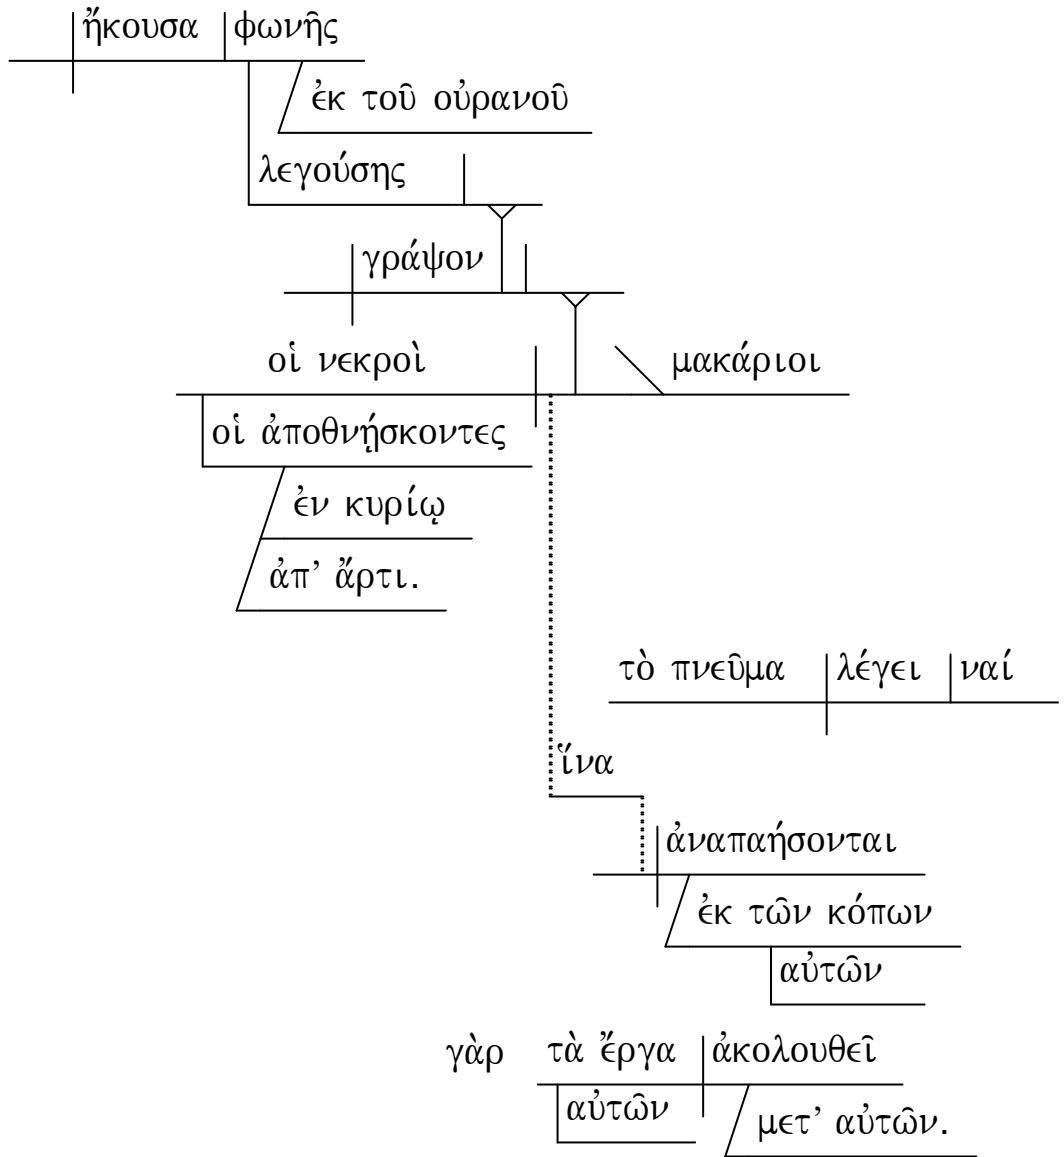 ἤκουσα φωνῆς
ἐκ τοῦ οὐρανοῦ
λεγούσης
γράψον
οἱ νεκροὶ μακάριοι
οἱ ἀποθνῄσκοντες
ἐν κυρίῳ
ἀπ’ ἄρτι.
τὸ πνεῦμα λέγει ναί
ἵνα
ἀναπαήσονται
ἐκ τῶν κόπων
αὐτῶν
γὰρ τὰ ἔργα ἀκολουθεῖ
αὐτῶν μετ’ αὐτῶν.